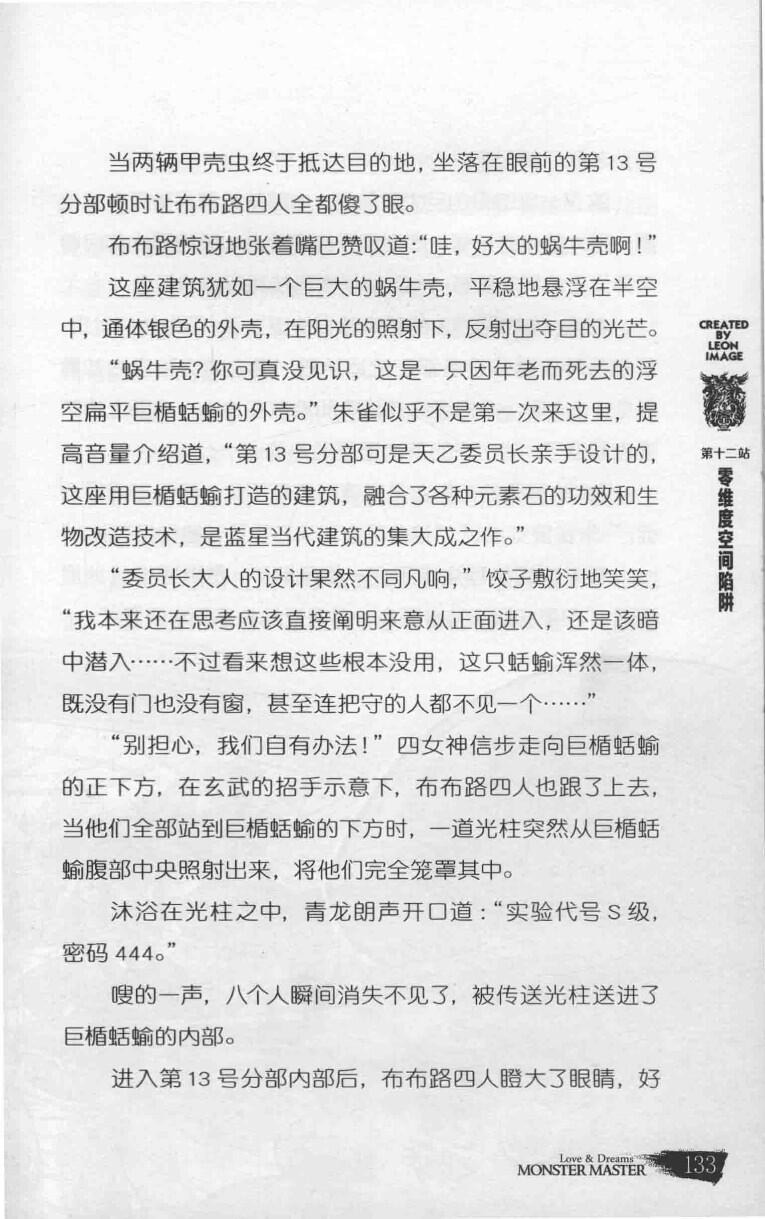 当两辆甲壳虫终于抵达目的地，坐落在眼前的第13号
分部顿时让布布路四人全都傻了眼。
布布路惊讶地张着嘴巴赞叹道：“哇，好大的蜗牛壳啊！”
这座建筑犹如一个巨大的蜗牛壳，平稳地悬浮在半空
中，通体银色的外壳，在阳光的照射下，反射出夺目的光芒。
“蜗牛壳？你可真没见识，这是一只因年老而死去的浮
空扁平巨楯蛞蝓的外壳。”朱雀似乎不是第一次来这里，提
高音量介绍道，“第13号分部可是天乙委员长亲手设计的，
这座用巨楯蛞蝓打造的建筑，融合了各种元素石的功效和生
物改造技术，是蓝星当代建筑的集大成之作。”
“委员长大人的设计果然不同凡响，”饺子敷衍地笑笑，
“我本来还在思考应该直接阐明来意从正面进入，还是该暗
中潜入……不过看来想这些根本没用，这只蛞蝓浑然一体，
既没有门也没有窗，甚至连把守的人都不见一个……”
“别担心，我们自有办法！”四女神信步走向巨楯蛞蝓
的正下方，在玄武的招手示意下，布布路四人也跟了上去，
当他们全部站到巨楯蛞蝓的下方时，一道光柱突然从巨楯蛞
蝓腹部中央照射出来，将他们完全笼罩其中。
沐浴在光柱之中，青龙朗声开口道：“实验代号S级，
密码444。”
嗖的一声，八个人瞬间消失不见了，被传送光柱送进了
巨楯蛞蝓的内部。
进入第13号分部内部后，布布路四人瞪大了眼睛，好
CREATED
BY
LEON
IMAGE
第十二站
零维度空间陷阱
Love & Dreams
MONSTER MASTER
133